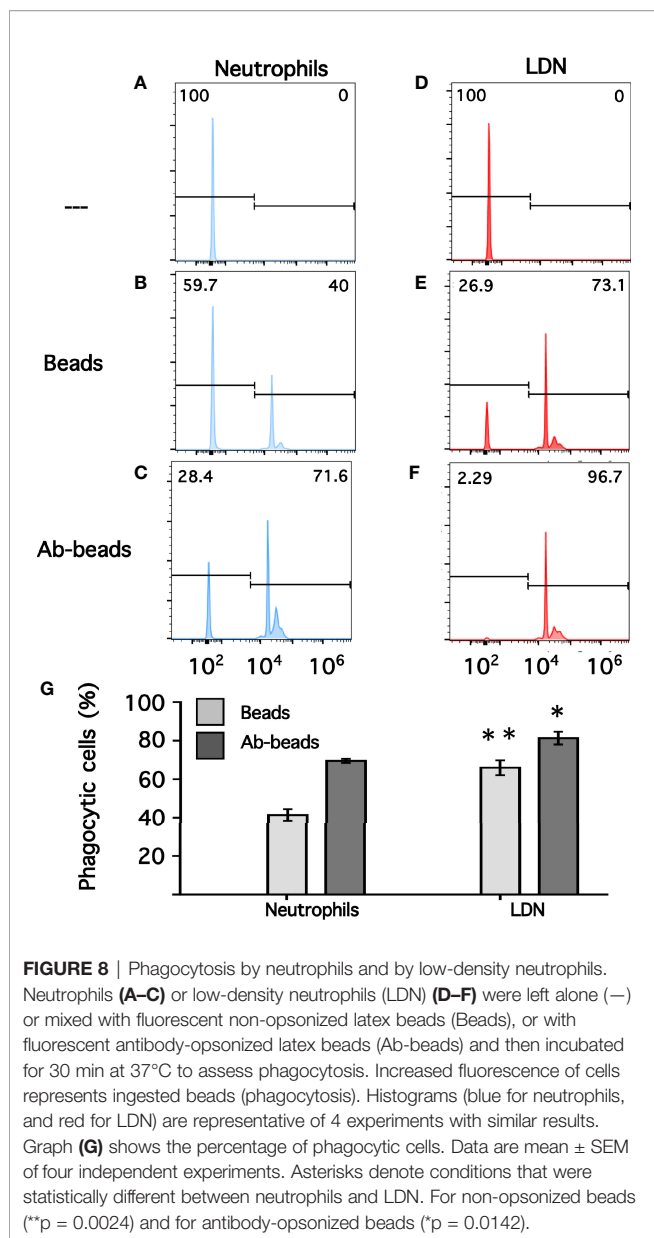 Neutrophils LDN
A D
100 0 100 0
---
B E
59.7 40 26.9 73.1
Beads
C F
28.4 71.6 2.29 96.7
Ab-beads
10² 10⁴ 10⁶ 10² 10⁴ 10⁶
G
Phagocytic cells (%)
100
80
60
40
20
Beads
Ab-beads
* *
*
Neutrophils LDN
FIGURE 8 | Phagocytosis by neutrophils and by low-density neutrophils.
Neutrophils (A–C) or low-density neutrophils (LDN) (D–F) were left alone (—)
or mixed with fluorescent non-opsonized latex beads (Beads), or with
fluorescent antibody-opsonized latex beads (Ab-beads) and then incubated
for 30 min at 37°C to assess phagocytosis. Increased fluorescence of cells
represents ingested beads (phagocytosis). Histograms (blue for neutrophils,
and red for LDN) are representative of 4 experiments with similar results.
Graph (G) shows the percentage of phagocytic cells. Data are mean ± SEM
of four independent experiments. Asterisks denote conditions that were
statistically different between neutrophils and LDN. For non-opsonized beads
(**p = 0.0024) and for antibody-opsonized beads (*p = 0.0142).